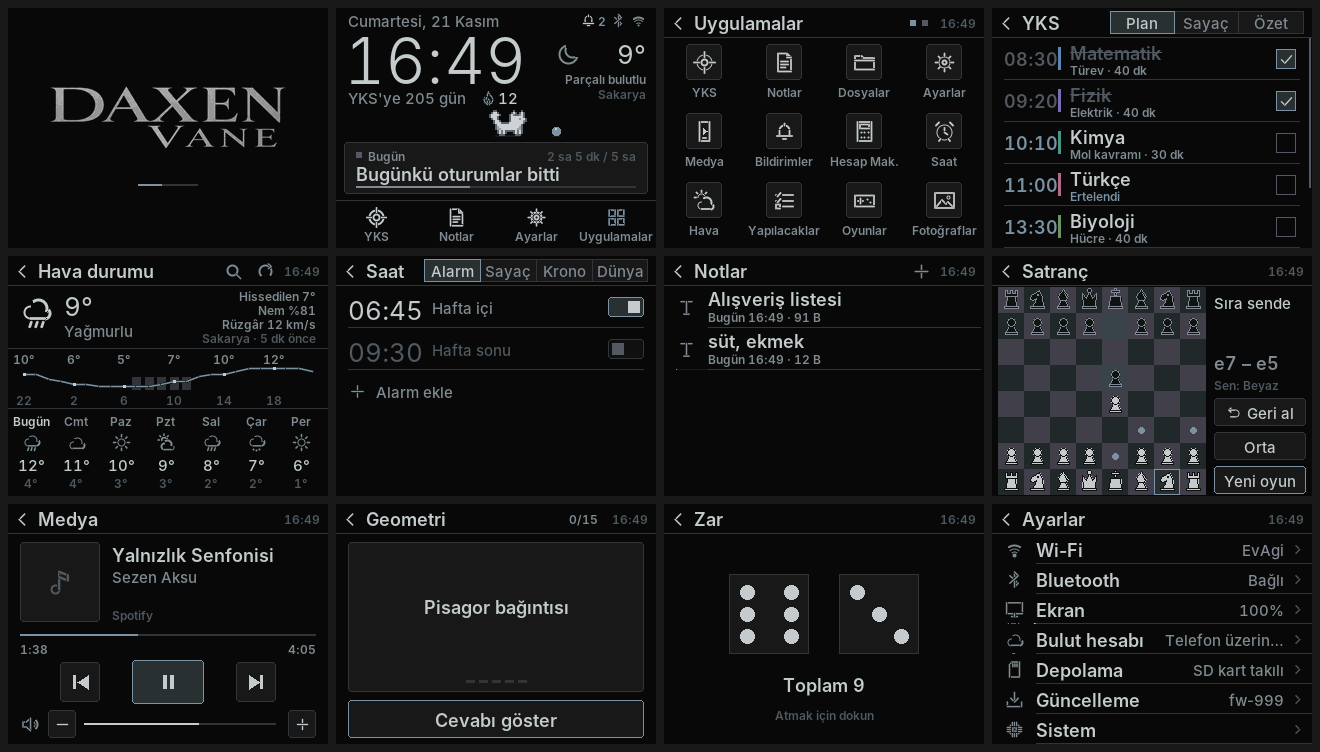 DAXEN
VANE
Cumartesi, 21 Kasım
2
16:49
9°
Parçalı bulutlu
Sakarya
YKS'ye 205 gün
12
Bugün
2 sa 5 dk / 5 sa
Bugünkü oturumlar bitti
YKS
Notlar
Ayarlar
Uygulamalar
Uygulamalar
16:49
YKS
Notlar
Dosyalar
Ayarlar
Medya
Bildirimler
Hesap Mak.
Saat
Hava
Yapılacaklar
Oyunlar
Fotoğraflar
YKS
Plan
Sayaç
Özet
08:30
Matematik
Türev · 40 dk
09:20
Fizik
Elektrik · 40 dk
10:10
Kimya
Mol kavramı · 30 dk
11:00
Türkçe
Ertelendi
13:30
Biyoloji
Hücre · 40 dk
Hava durumu
16:49
9°
Yağmurlu
Hissedilen 7°
Nem %81
Rüzgâr 12 km/s
Sakarya · 5 dk önce
10° 6° 5° 7° 10° 12°
22 2 6 10 14 18
Bugün Cmt Paz Pzt Sal Çar Per
12° 11° 10° 9° 8° 7° 6°
4° 4° 3° 3° 2° 2° 1°
Saat
Alarm
Sayaç
Krono
Dünya
06:45
Hafta içi
09:30
Hafta sonu
Alarm ekle
Notlar
16:49
Alışveriş listesi
Bugün 16:49 · 91 B
süt, ekmek
Bugün 16:49 · 12 B
Satranç
16:49
Sıra sende
e7 – e5
Sen: Beyaz
Geri al
Orta
Yeni oyun
Medya
16:49
Yalnızlık Senfonisi
Sezen Aksu
Spotify
1:38
4:05
Geometri
0/15
16:49
Pisagor bağıntısı
Cevabı göster
Zar
16:49
Toplam 9
Atmak için dokun
Ayarlar
16:49
Wi-Fi
EvAgi
Bluetooth
Bağlı
Ekran
100%
Bulut hesabı
Telefon üzerin...
Depolama
SD kart takılı
Güncelleme
fw-999
Sistem